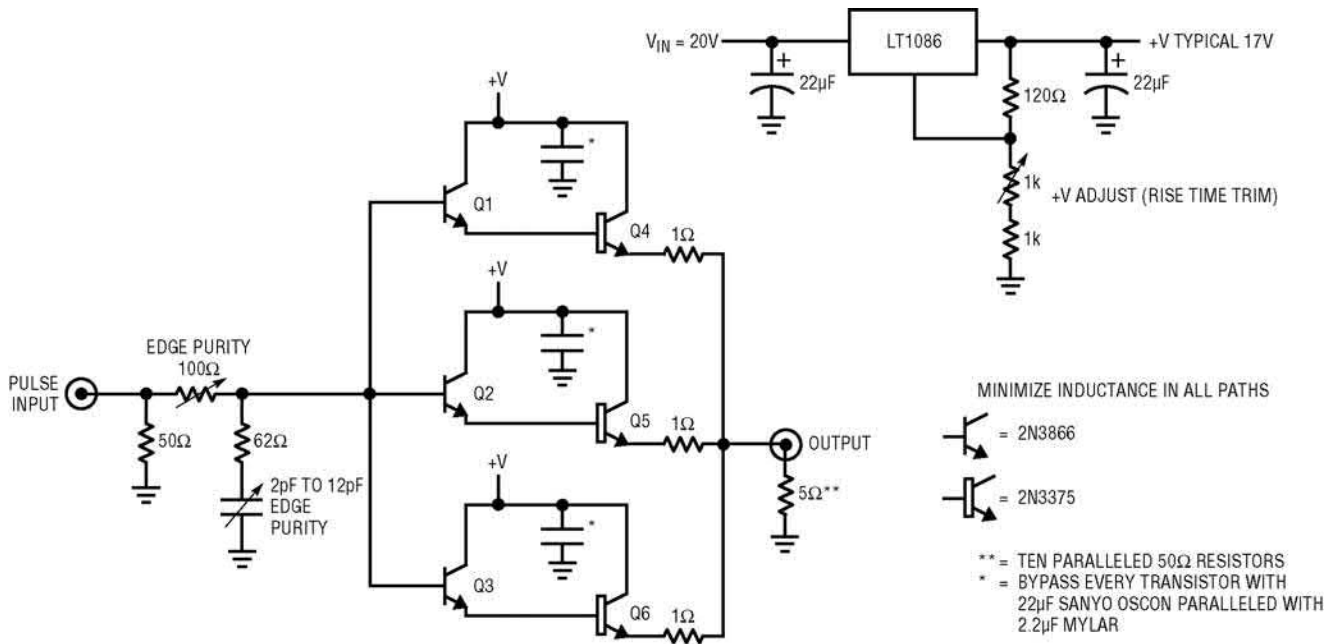 V_IN = 20V
LT1086
+V TYPICAL 17V
+
22µF
120Ω
+
22µF
1k
+V ADJUST (RISE TIME TRIM)
1k
+V
*
Q1
Q4
1Ω
+V
*
EDGE PURITY
100Ω
PULSE
INPUT
50Ω
62Ω
2pF TO 12pF
EDGE
PURITY
Q2
Q5
1Ω
OUTPUT
5Ω**
+V
*
Q3
Q6
1Ω
MINIMIZE INDUCTANCE IN ALL PATHS
= 2N3866
= 2N3375
** = TEN PARALLELED 50Ω RESISTORS
* = BYPASS EVERY TRANSISTOR WITH
22µF SANYO OSCON PARALLELED WITH
2.2µF MYLAR